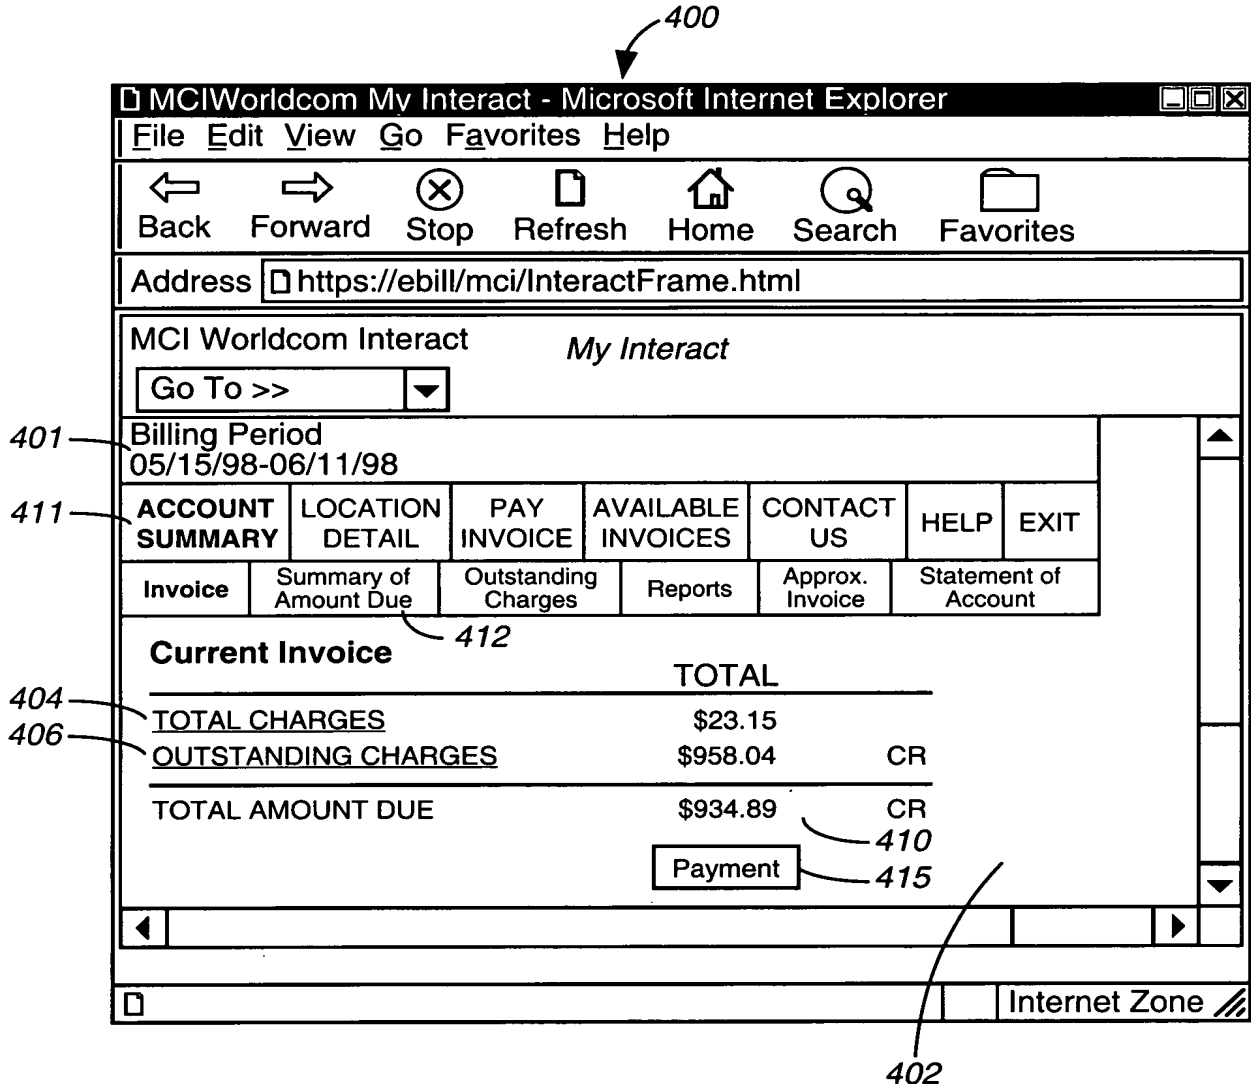 400
MCIWorldcom My Interact - Microsoft Internet Explorer
File Edit View Go Favorites Help
Back Forward Stop Refresh Home Search Favorites
Address https://ebill/mci/InteractFrame.html
MCI Worldcom Interact
My Interact
Go To >>
401
Billing Period
05/15/98-06/11/98
411
ACCOUNT SUMMARY LOCATION DETAIL PAY INVOICE AVAILABLE INVOICES CONTACT US HELP EXIT
Invoice Summary of Amount Due Outstanding Charges Reports Approx. Invoice Statement of Account
412
Current Invoice
TOTAL
404
TOTAL CHARGES $23.15
406
OUTSTANDING CHARGES $958.04 CR
TOTAL AMOUNT DUE $934.89 CR
410
Payment
415
Internet Zone
402